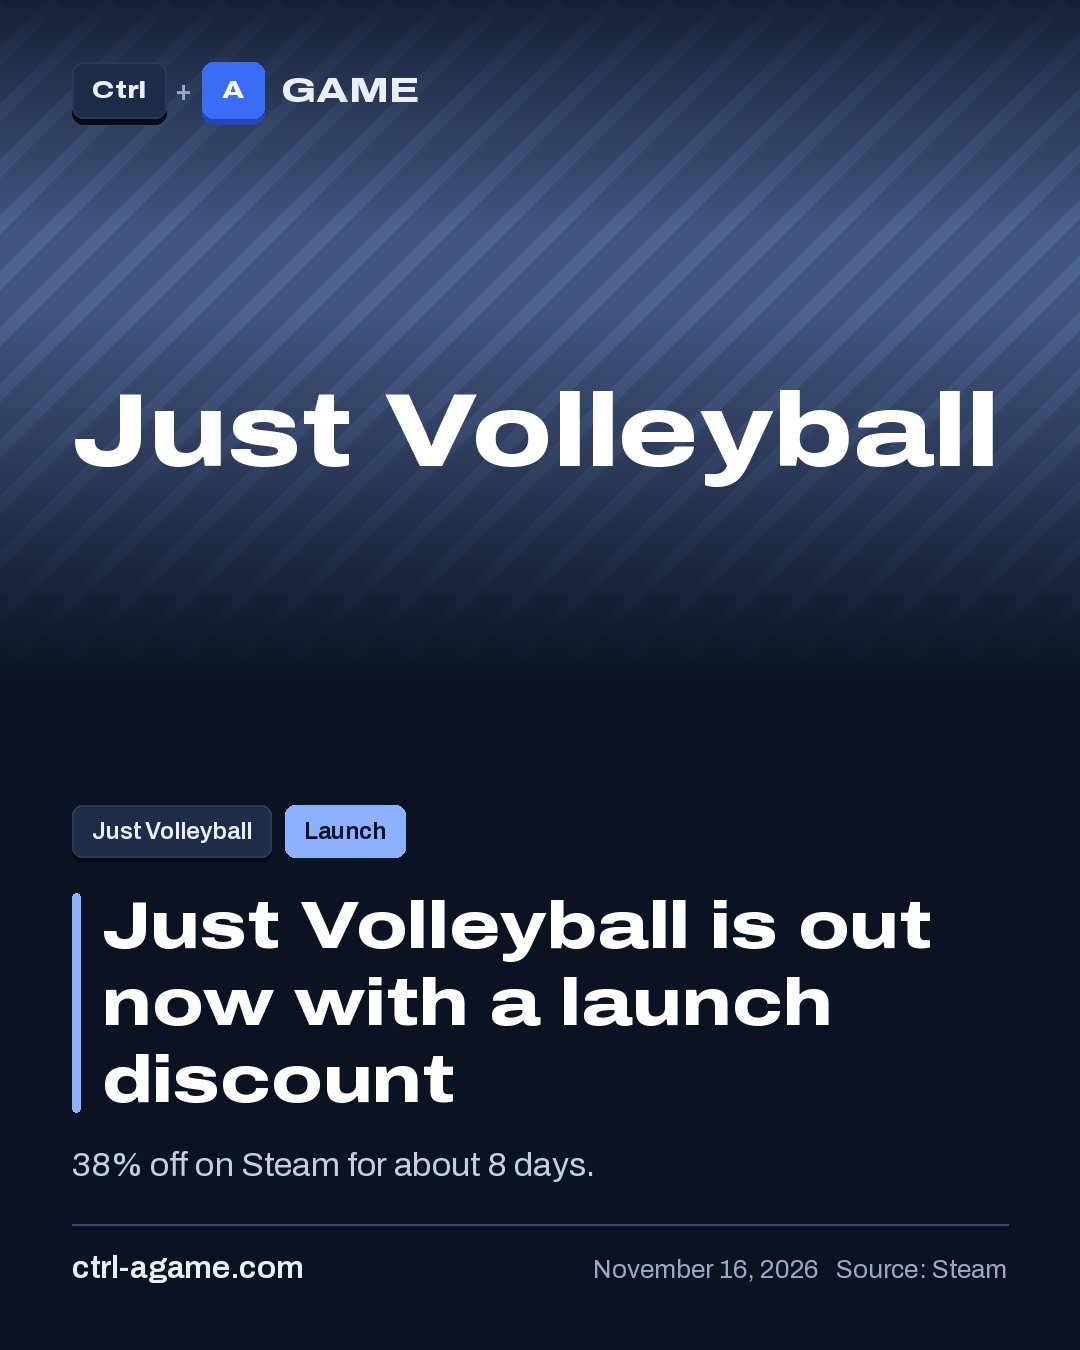 Ctrl + A GAME
Just Volleyball
Just Volleyball Launch
Just Volleyball is out
now with a launch
discount
38% off on Steam for about 8 days.
ctrl-agame.com November 16, 2026 Source: Steam